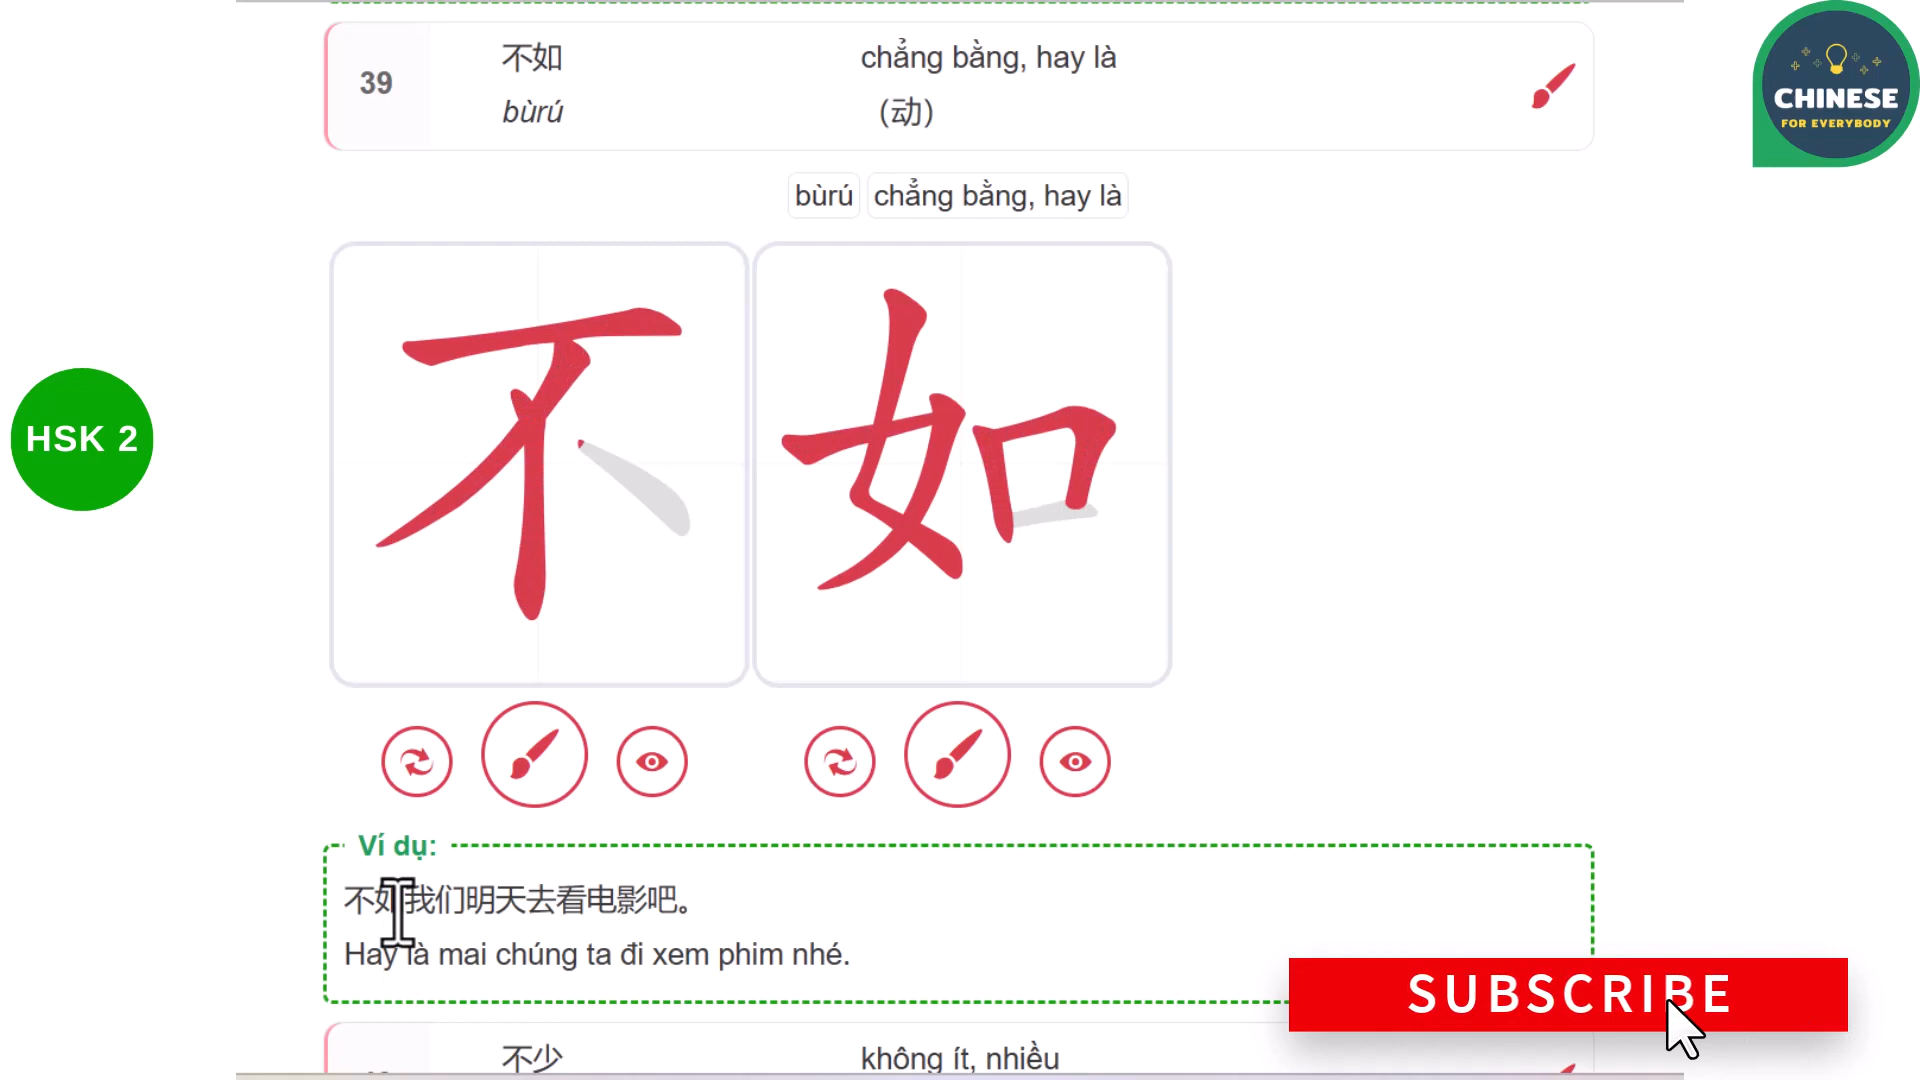 39
不如
chẳng bằng, hay là
bùrú
(动)
CHINESE
FOR EVERYBODY
bùrú
chẳng bằng, hay là
不如
HSK 2
Ví dụ:
不如我们明天去看电影吧。
Hay là mai chúng ta đi xem phim nhé.
SUBSCRIBE
不少
không ít, nhiều